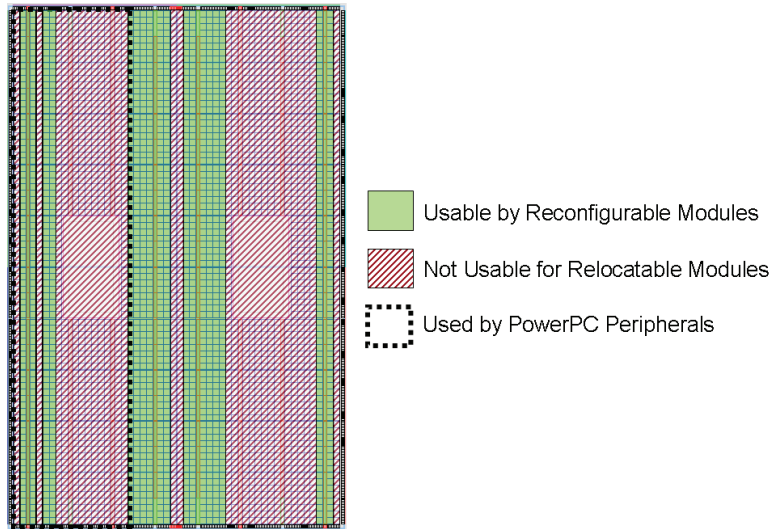 Usable by Reconfigurable Modules
Not Usable for Relocatable Modules
Used by PowerPC Peripherals